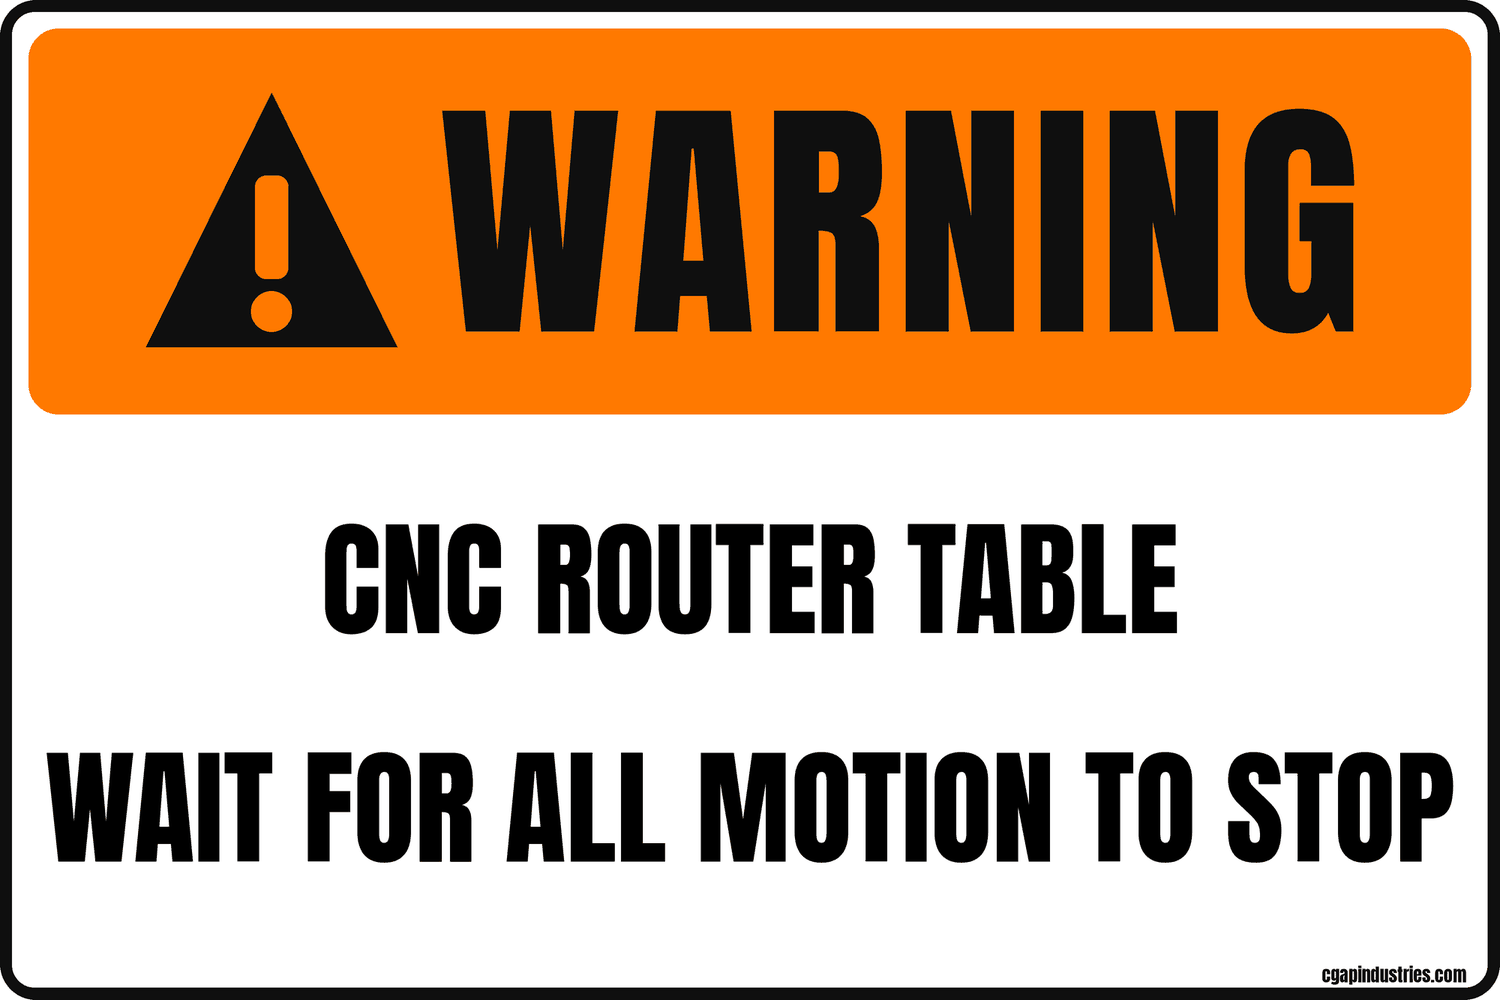 WARNING
CNC ROUTER TABLE
WAIT FOR ALL MOTION TO STOP
cgapindustries.com